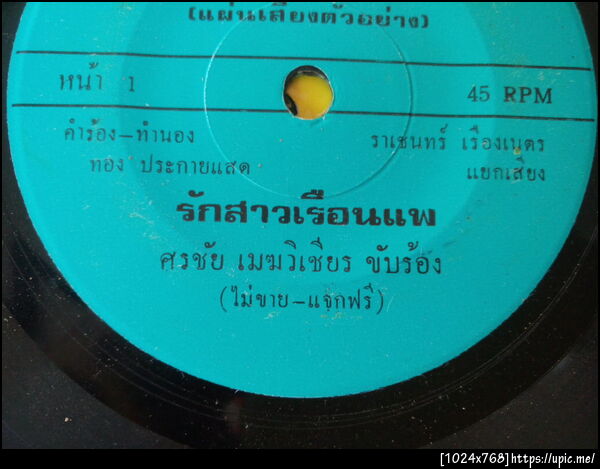 (แผ่นเสียงตัวอย่าง)
หน้า 1
45 RPM
คำร้อง-ทำนอง
ทอง ประกายแสด
ราเชนทร์ เรืองเนตร
แยกเสียง
รักสาวเรือนแพ
ศรชัย เมฆวิเชียร ขับร้อง
(ไม่ขาย-แจกฟรี)
[1024x768]https://upic.me/